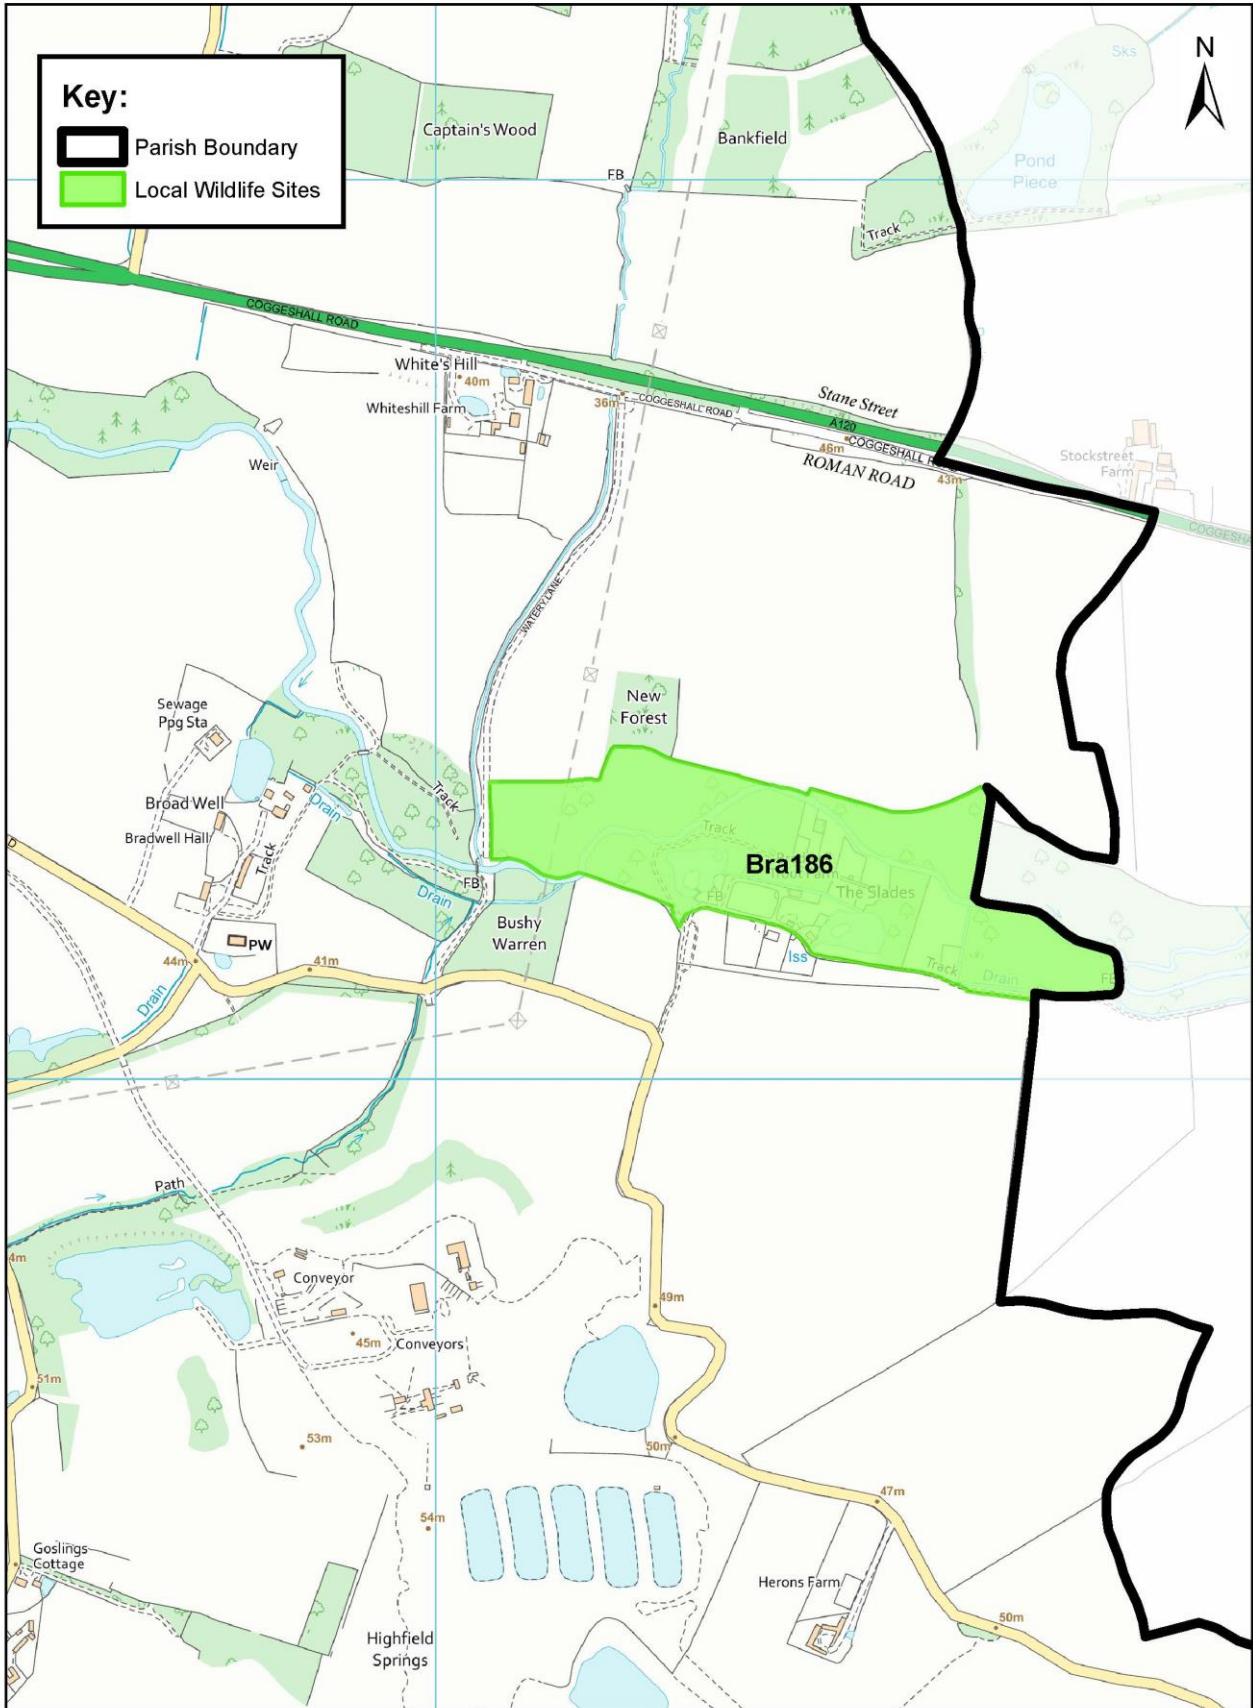 N
Key:
Parish Boundary
Local Wildlife Sites
Sks
Captain's Wood
Bankfield
Pond
Piece
FB
Track
COGGESHALL ROAD
White's Hill
40m
Whiteshill Farm
36m
COGGESHALL ROAD
Stane Street
A120
46m
COGGESHALL
ROMAN ROAD
43m
Stockstreet
Farm
Weir
WATERY LANE
New
Forest
Sewage
Ppg Sta
Broad Well
Bradwell Hall
Drain
Track
Track
Track
Bra186
The Slades
FB
FB
Drain
Bushy
Warren
PW
Iss
44m
41m
Track
Drain
FB
Drain
Path
4m
Conveyor
49m
45m
Conveyors
51m
53m
50m
54m
47m
Goslings
Cottage
Herons Farm
50m
Highfield
Springs